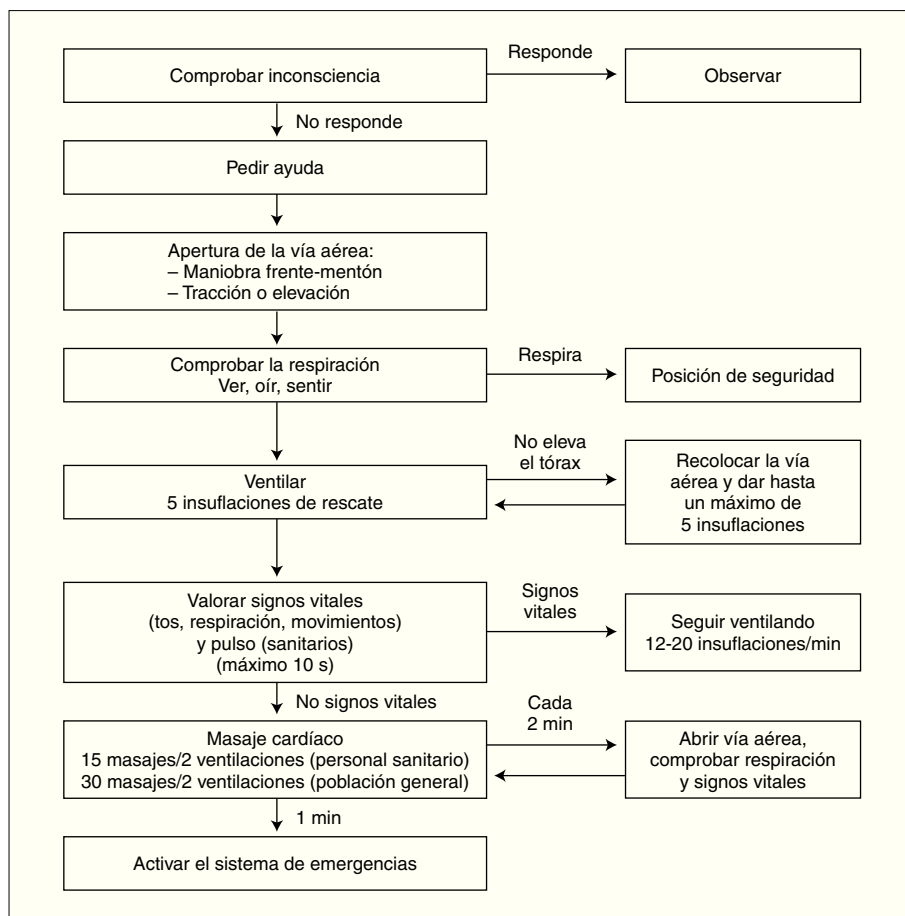 Comprobar inconsciencia
Responde
Observar
No responde
Pedir ayuda
Apertura de la vía aérea:
– Maniobra frente-mentón
– Tracción o elevación
Comprobar la respiración
Ver, oír, sentir
Respira
Posición de seguridad
Ventilar
5 insuflaciones de rescate
No eleva
el tórax
Recolocar la vía
aérea y dar hasta
un máximo de
5 insuflaciones
Valorar signos vitales
(tos, respiración, movimientos)
y pulso (sanitarios)
(máximo 10 s)
Signos
vitales
Seguir ventilando
12-20 insuflaciones/min
No signos vitales
Masaje cardíaco
15 masajes/2 ventilaciones (personal sanitario)
30 masajes/2 ventilaciones (población general)
Cada
2 min
Abrir vía aérea,
comprobar respiración
y signos vitales
1 min
Activar el sistema de emergencias